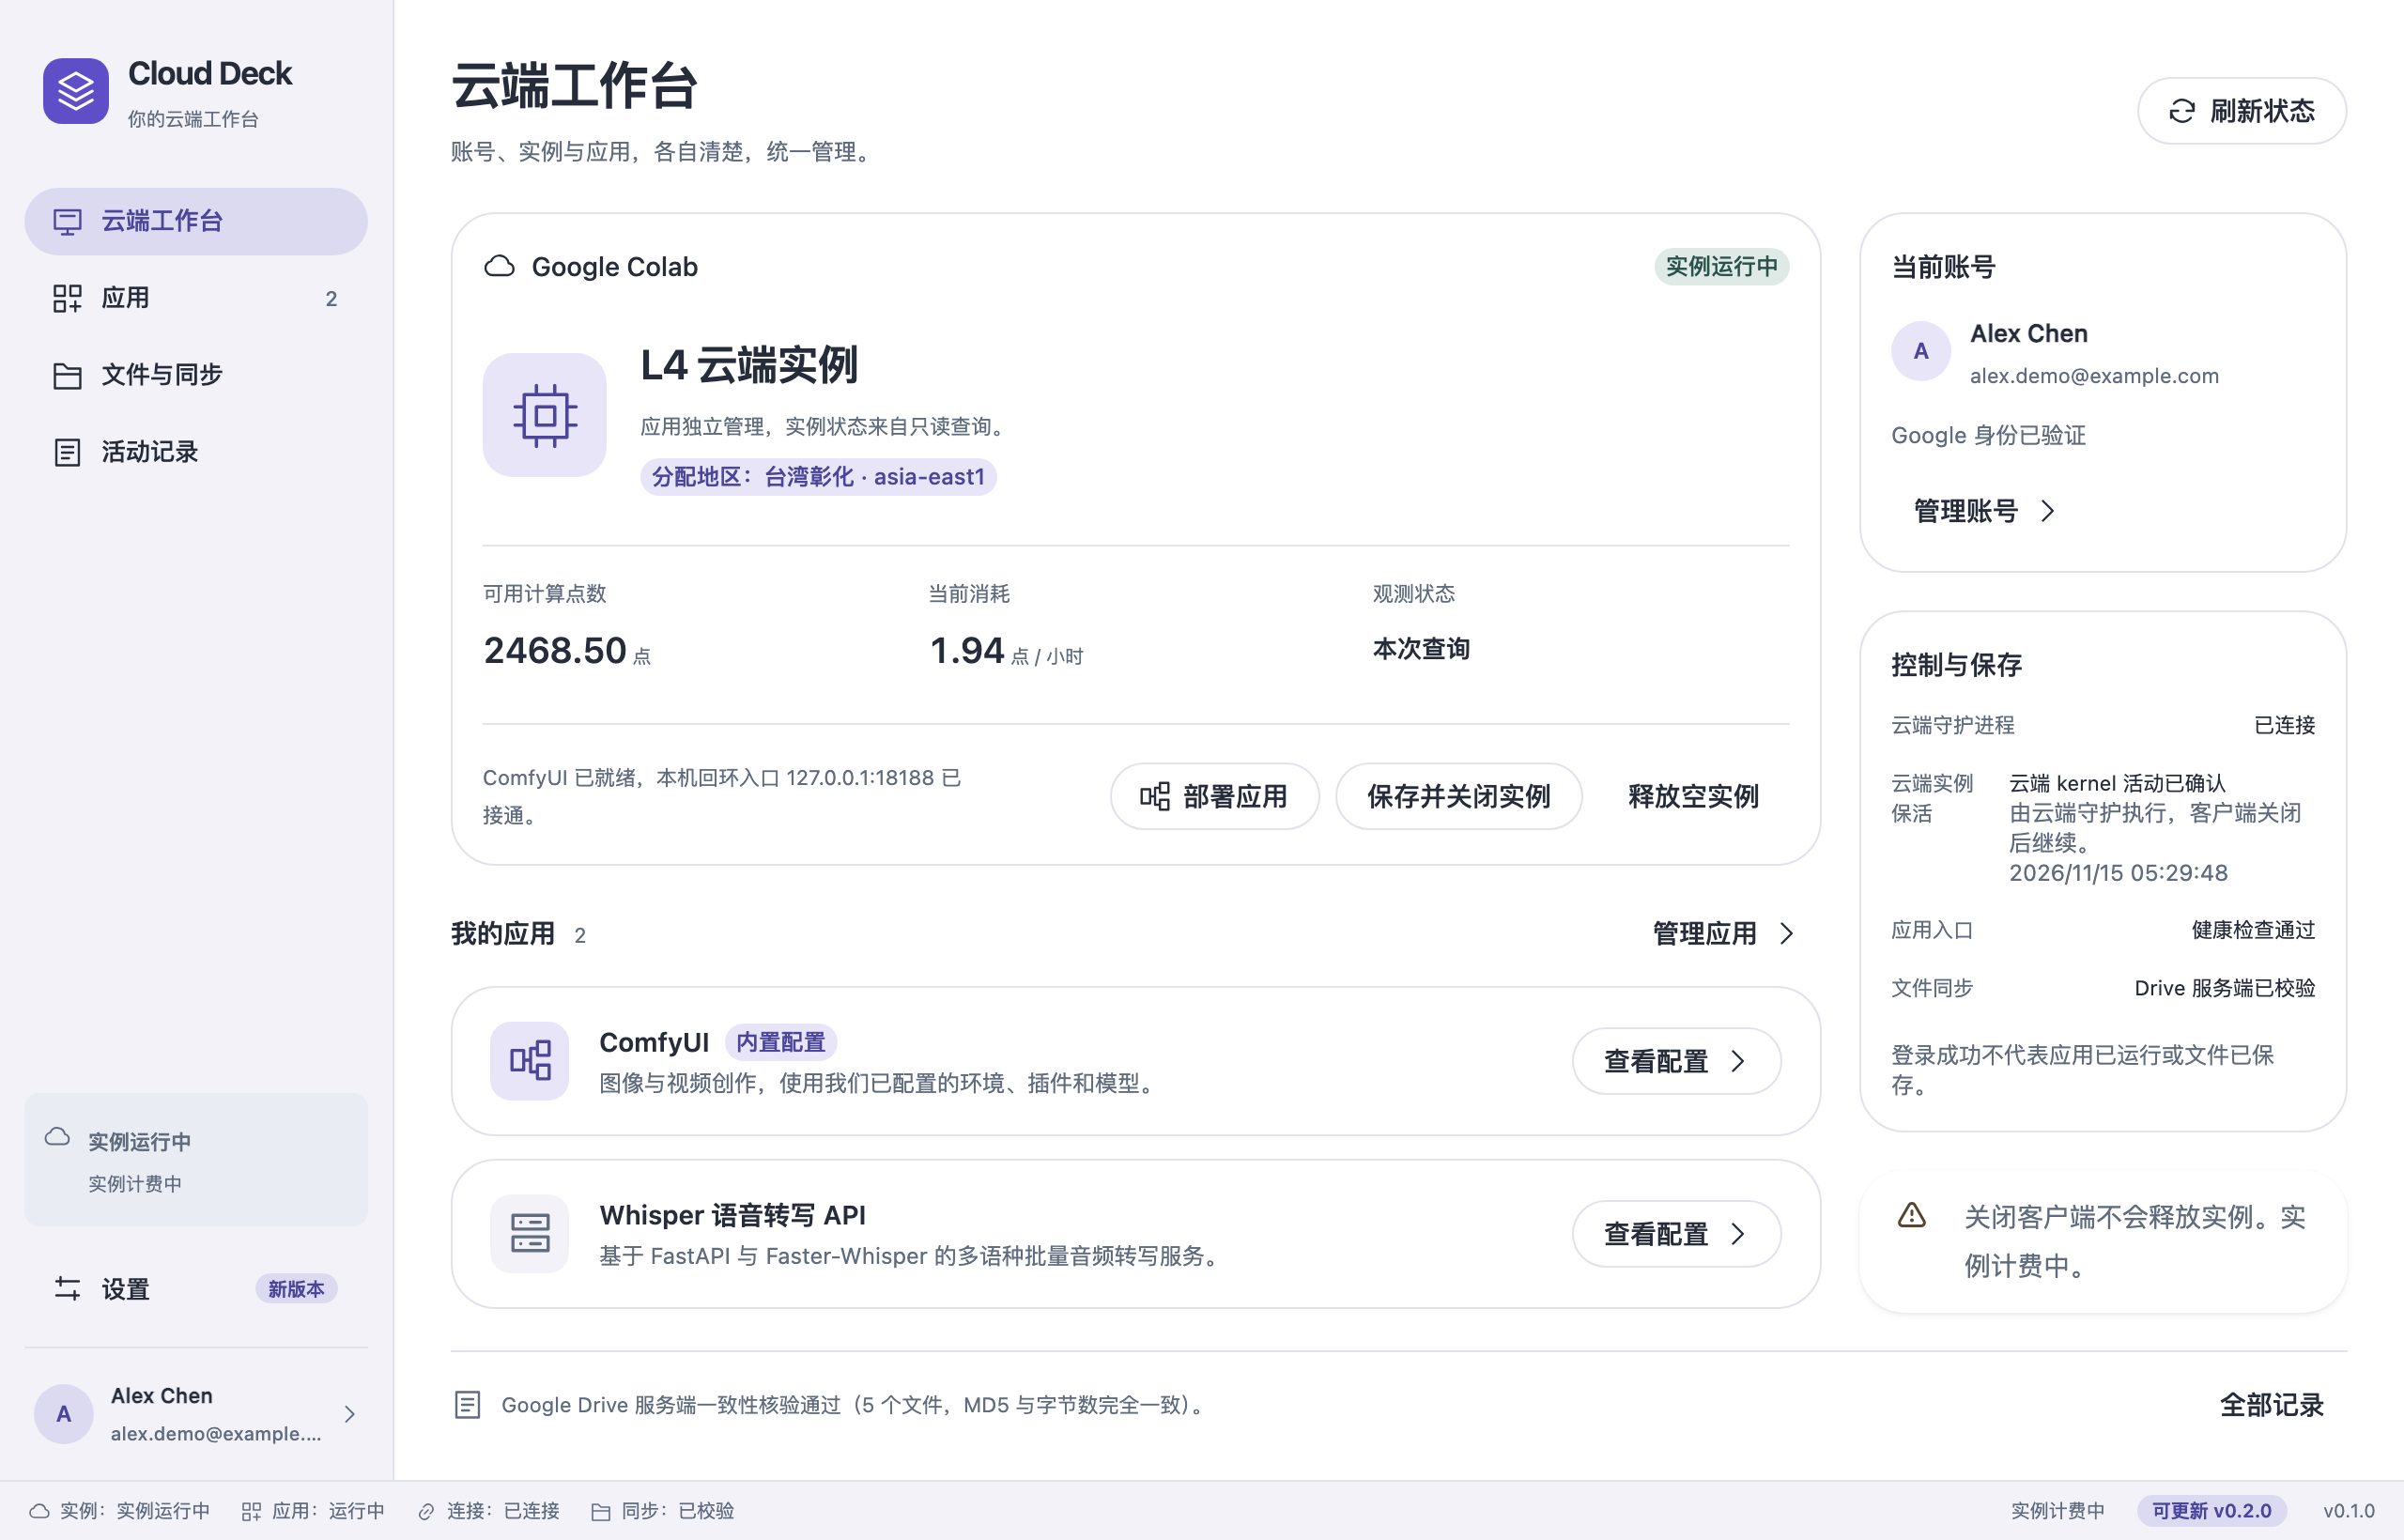 Cloud Deck
你的云端工作台
云端工作台
应用 2
文件与同步
活动记录
实例运行中
实例计费中
设置 新版本
A
Alex Chen
alex.demo@example....
云端工作台
账号、实例与应用，各自清楚，统一管理。
刷新状态
Google Colab
实例运行中
L4 云端实例
应用独立管理，实例状态来自只读查询。
分配地区：台湾彰化 · asia-east1
可用计算点数
2468.50 点
当前消耗
1.94 点 / 小时
观测状态
本次查询
ComfyUI 已就绪，本机回环入口 127.0.0.1:18188 已
接通。
部署应用
保存并关闭实例
释放空实例
我的应用 2
管理应用
ComfyUI 内置配置
图像与视频创作，使用我们已配置的环境、插件和模型。
查看配置
Whisper 语音转写 API
基于 FastAPI 与 Faster-Whisper 的多语种批量音频转写服务。
查看配置
当前账号
A
Alex Chen
alex.demo@example.com
Google 身份已验证
管理账号
控制与保存
云端守护进程 已连接
云端实例
保活
云端 kernel 活动已确认
由云端守护执行，客户端关闭
后继续。
2026/11/15 05:29:48
应用入口 健康检查通过
文件同步 Drive 服务端已校验
登录成功不代表应用已运行或文件已保
存。
关闭客户端不会释放实例。实
例计费中。
Google Drive 服务端一致性核验通过（5 个文件，MD5 与字节数完全一致）。
全部记录
实例：实例运行中 应用：运行中 连接：已连接 同步：已校验 实例计费中 可更新 v0.2.0 v0.1.0